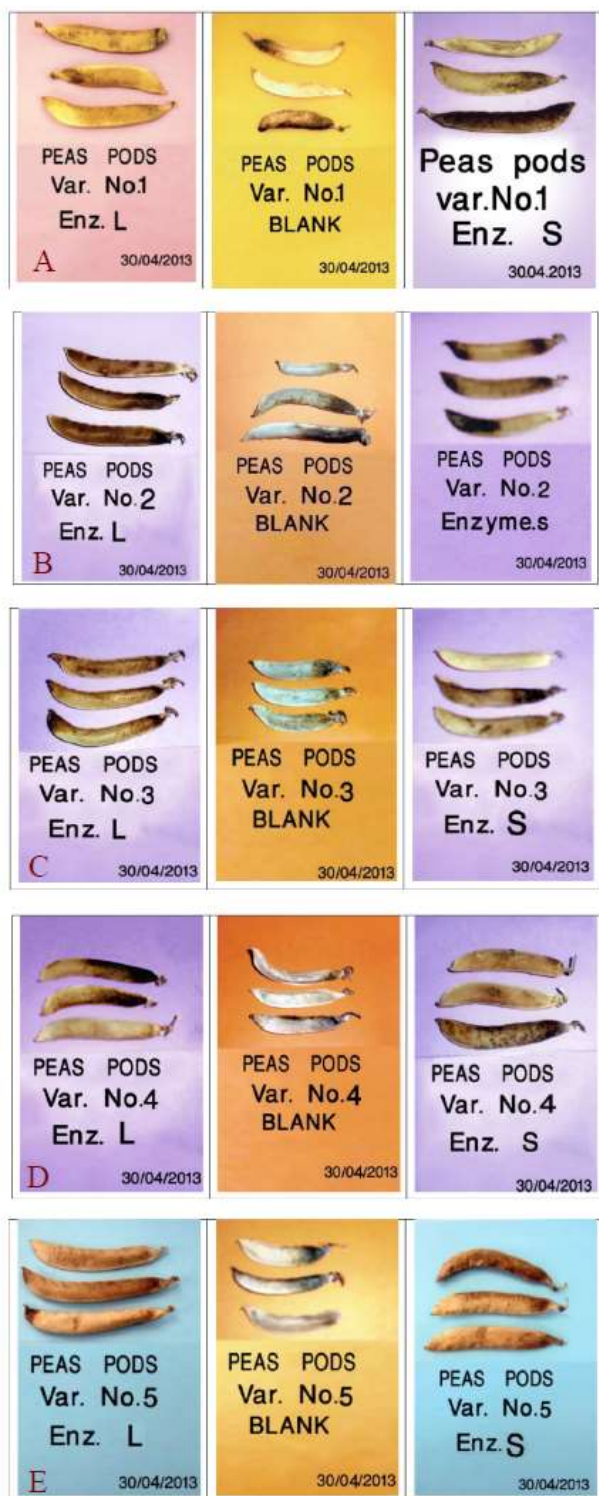 PEAS PODS
Var. No.1
Enz. L
30/04/2013
A
PEAS PODS
Var. No.1
BLANK
30/04/2013
Peas pods
var.No.1
Enz. S
30.04.2013
PEAS PODS
Var. No.2
Enz. L
30/04/2013
B
PEAS PODS
Var. No.2
BLANK
30/04/2013
PEAS PODS
Var. No.2
Enzyme.s
30/04/2013
PEAS PODS
Var. No.3
Enz. L
30/04/2013
C
PEAS PODS
Var. No.3
BLANK
30/04/2013
PEAS PODS
Var. No.3
Enz. S
30/04/2013
PEAS PODS
Var. No.4
Enz. L
30/04/2013
D
PEAS PODS
Var. No.4
BLANK
30/04/2013
PEAS PODS
Var. No.4
Enz. S
30/04/2013
PEAS PODS
Var. No.5
Enz. L
30/04/2013
E
PEAS PODS
Var. No.5
BLANK
30/04/2013
PEAS PODS
Var. No.5
Enz. S
30/04/2013